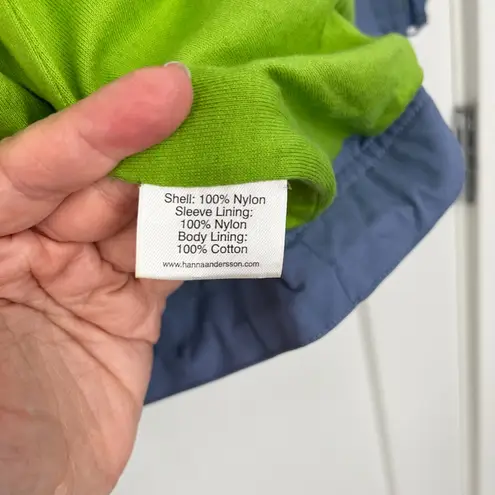 Shell: 100% Nylon
Sleeve Lining:
100% Nylon
Body Lining:
100% Cotton
www.hannaandersson.com